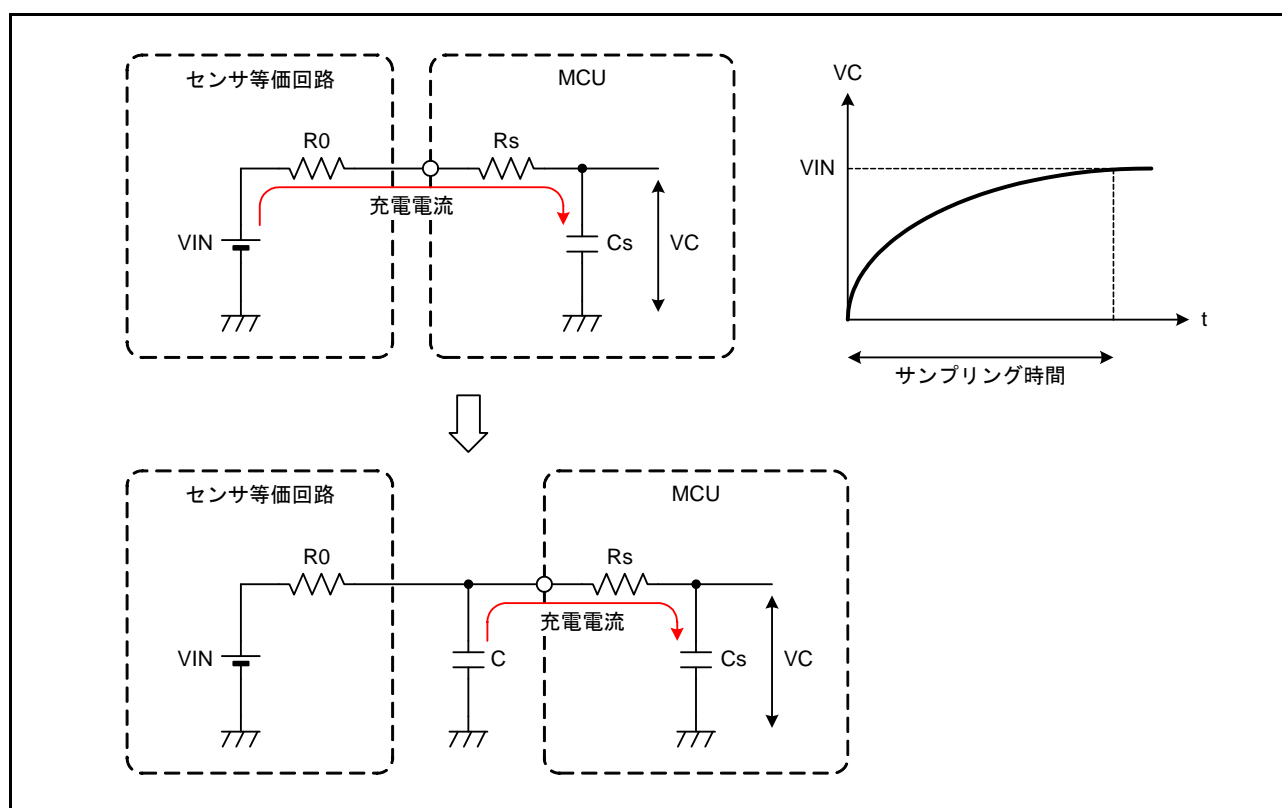 センサ等価回路
MCU
R0
Rs
充電電流
VIN
Cs
VC
VC
VIN
t
サンプリング時間
センサ等価回路
MCU
R0
Rs
充電電流
VIN
C
Cs
VC